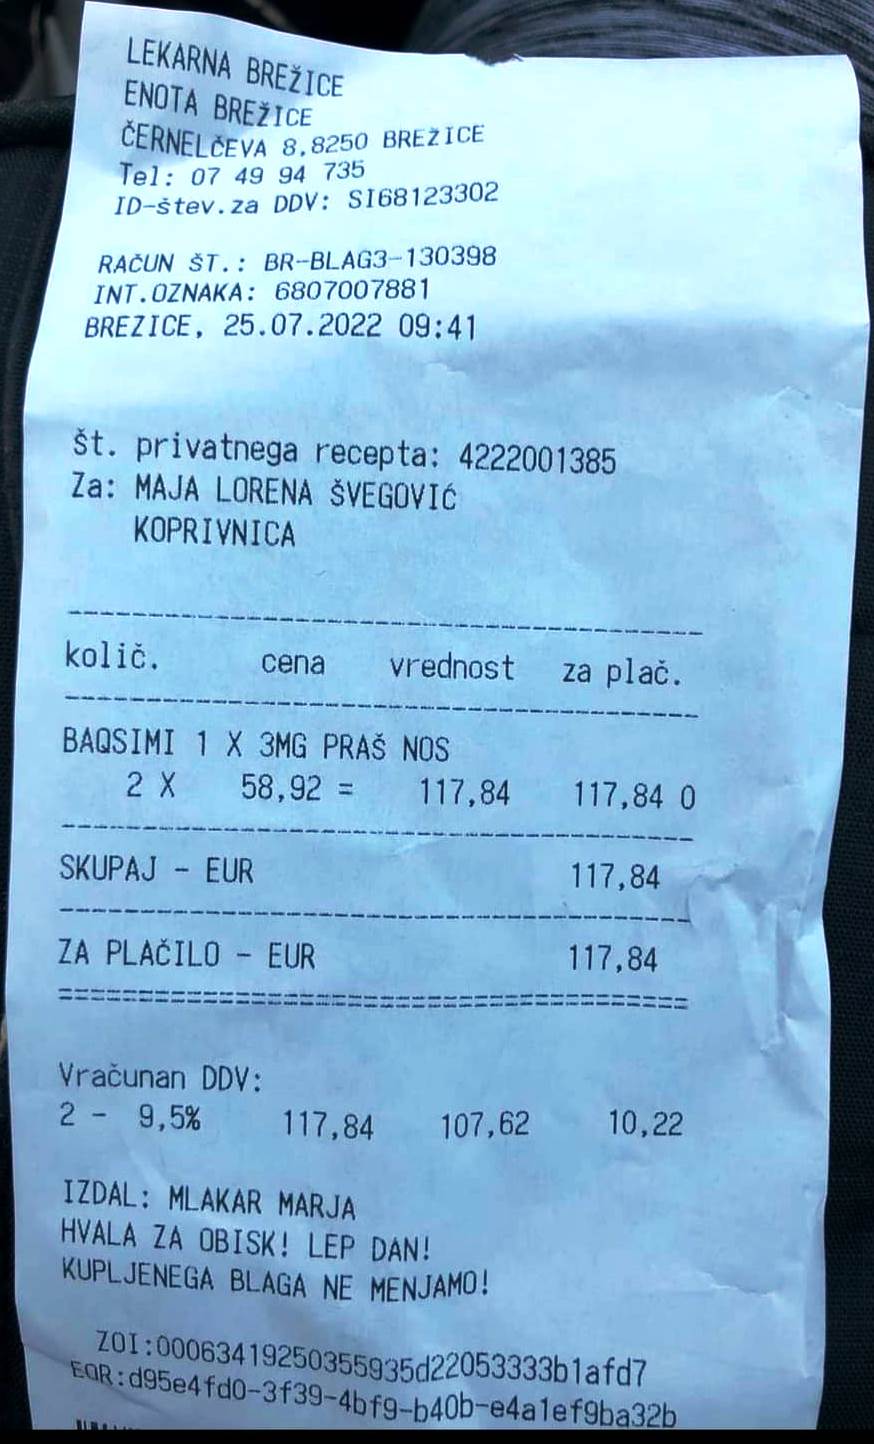 LEKARNA BREŽICE
ENOTA BREŽICE
ČERNELČEVA 8,8250 BREŽICE
Tel: 07 49 94 735
ID-štev.za DDV: SI68123302
RAČUN ŠT.: BR-BLAG3-130398
INT.OZNAKA: 6807007881
BREŽICE, 25.07.2022 09:41
Št. privatnega recepta: 4222001385
Za: MAJA LORENA ŠVEGOVIĆ
KOPRIVNICA
količ. cena vrednost za plač.
BAQSIMI 1 X 3MG PRAŠ NOS
2 X 58,92 = 117,84 117,84 0
SKUPAJ - EUR 117,84
ZA PLAČILO - EUR 117,84
Vračunan DDV:
2 - 9,5% 117,84 107,62 10,22
IZDAL: MLAKAR MARJA
HVALA ZA OBISK! LEP DAN!
KUPLJENEGA BLAGA NE MENJAMO!
ZOI:00063419250355935d22053333b1afd7
EOR:d95e4fd0-3f39-4bf9-b40b-e4a1ef9ba32b